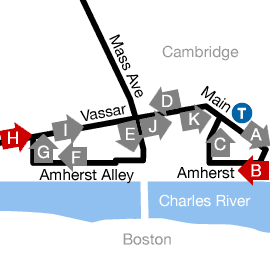 Mass Ave
Cambridge
Vassar
Main
T
D
K
A
I
H
E
J
G
F
C
B
Amherst Alley
Amherst
Charles River
Boston